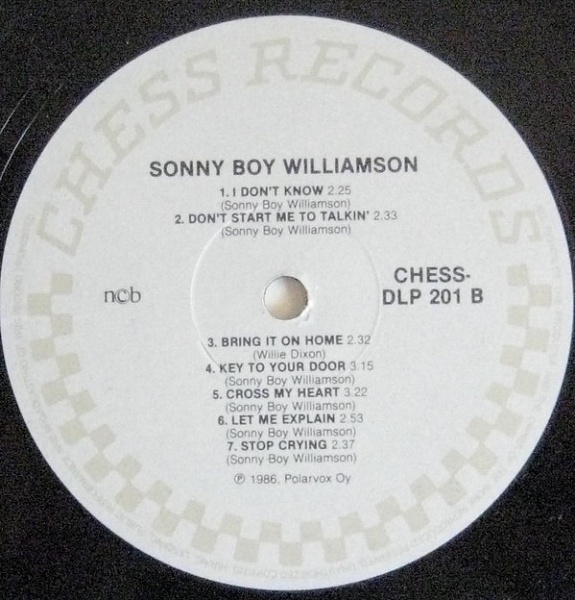 CHESS RECORDS
SONNY BOY WILLIAMSON
1. I DON'T KNOW 2.25
(Sonny Boy Williamson)
2. DON'T START ME TO TALKIN' 2.33
(Sonny Boy Williamson)
ncb
CHESS-
DLP 201 B
3. BRING IT ON HOME 2.32
(Willie Dixon)
4. KEY TO YOUR DOOR 3.15
(Sonny Boy Williamson)
5. CROSS MY HEART 3.22
(Sonny Boy Williamson)
6. LET ME EXPLAIN 2.53
(Sonny Boy Williamson)
7. STOP CRYING 2.37
(Sonny Boy Williamson)
℗ 1986, Polarvox Oy